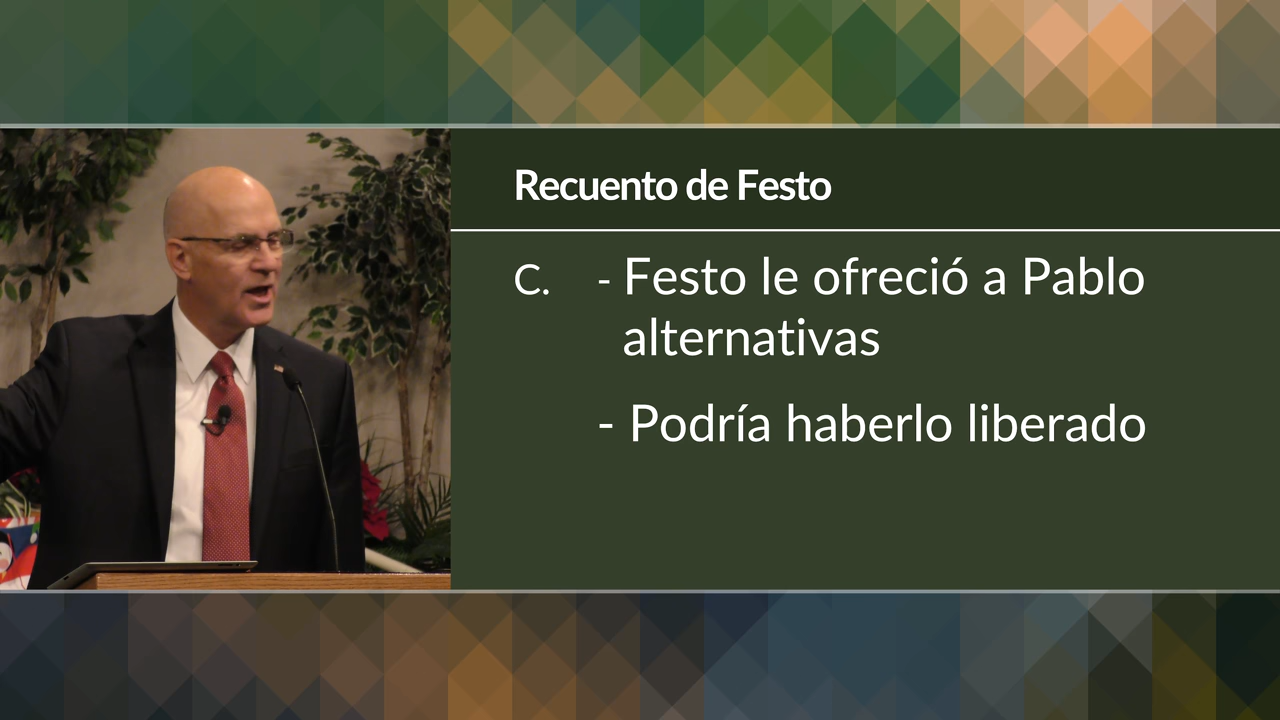 Recuento de Festo
C. - Festo le ofreció a Pablo
alternativas
- Podría haberlo liberado